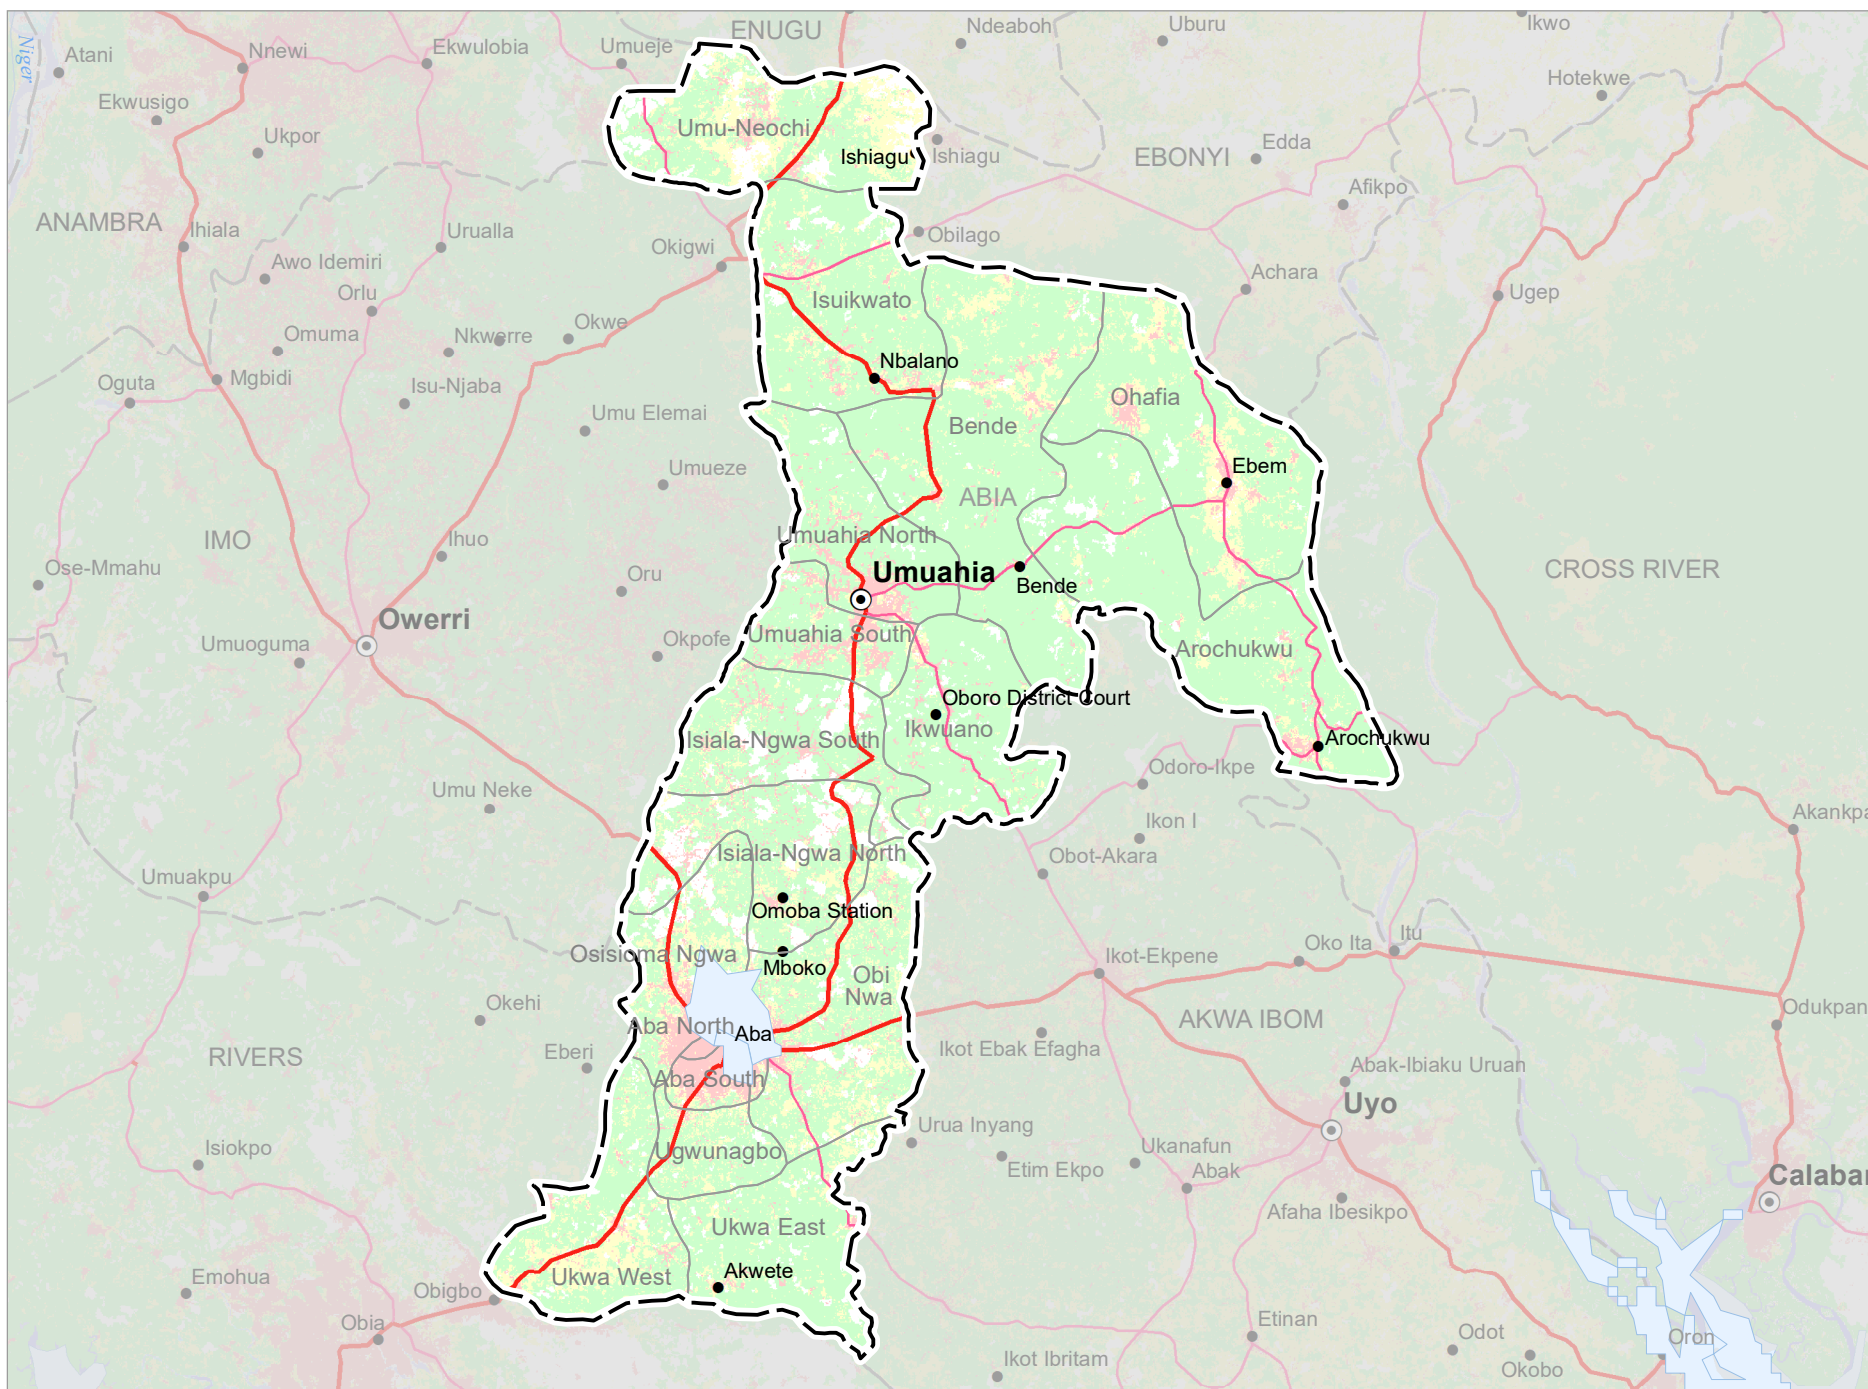 ENUGU
Ndeaboh
Uburu
Ikwo
Niger
Atani
Nnewi
Ekwulobia
Umueje
Hotekwe
Ekwusigo
Ukpor
Umu-Neochi
Ishiagu
Ishiagu
EBONYI
Edda
Afikpo
ANAMBRA
Ihiala
Urualla
Okigwi
Obilago
Awo Idemiri
Achara
Orlu
Isuikwato
Ugep
Omuma
Nkwerre
Okwe
Nbalano
Mgbidi
Oguta
Isu-Njaba
Ohafia
Umu Elemai
Bende
Umueze
Ebem
ABIA
IMO
Ihuo
Umuahia North
Ose-Mmahu
Oru
Umuahia
Bende
CROSS RIVER
Owerri
Umuoguma
Okpofe
Umuahia South
Arochukwu
Oboro District Court
Ikwuano
Isiala-Ngwa South
Arochukwu
Odoro-Ikpe
Umu Neke
Akankpa
Ikon I
Isiala-Ngwa North
Obot-Akara
Umuakpu
Omoba Station
Osisioma Ngwa
Mboko
Obi
Nwa
Ikot-Ekpene
Oko Ita
Itu
Okehi
Aba North
Aba
AKWA IBOM
Odukpan
RIVERS
Eberi
Ikot Ebak Efagha
Abak-Ibiaku Uruan
Aba South
Uyo
Urua Inyang
Isiokpo
Ugwunagbo
Etim Ekpo
Ukanafun
Abak
Calabar
Afaha Ibesikpo
Ukwa East
Emohua
Obigbo
Ukwa West
Akwete
Obia
Etinan
Odot
Oron
Ikot Ibritam
Okobo